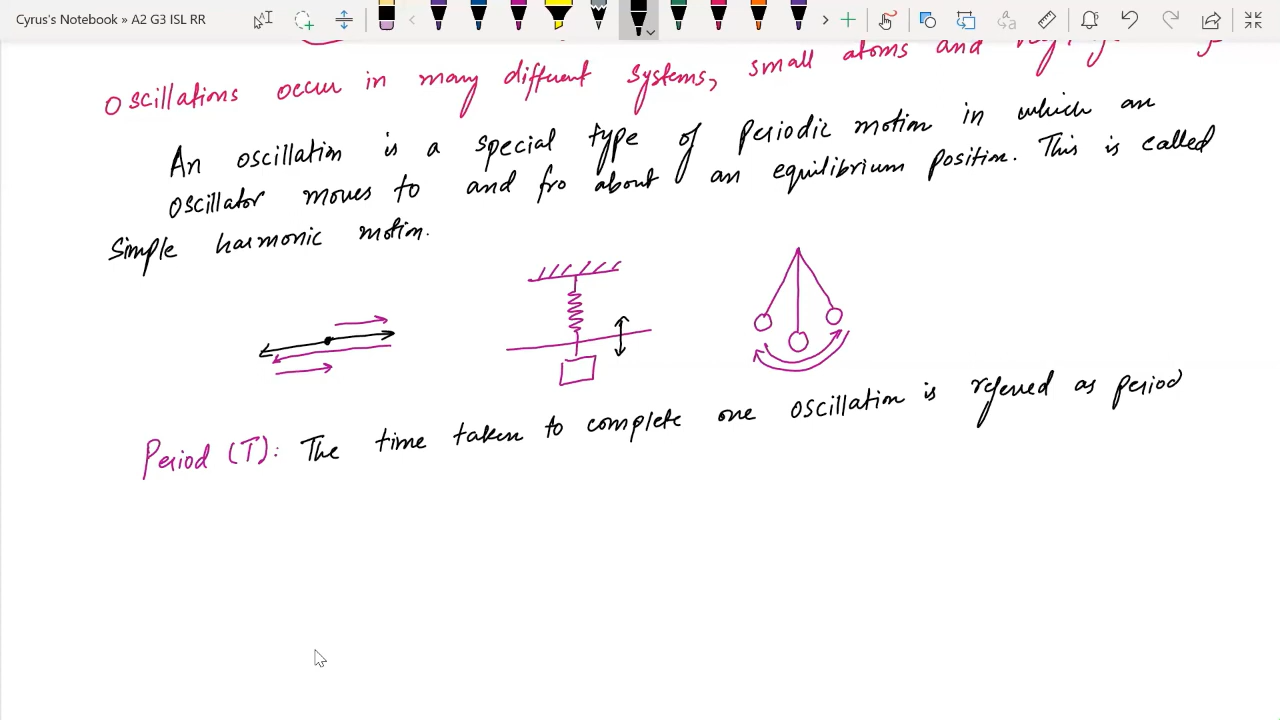 Cyrus's Notebook » A2 G3 ISL RR
Oscillations occur in many different systems, small atoms and
An oscillation is a special type of periodic motion in which an
oscillator moves to and fro about an equilibrium position. This is called
Simple harmonic motion.
Period (T): The time taken to complete one oscillation is referred as period